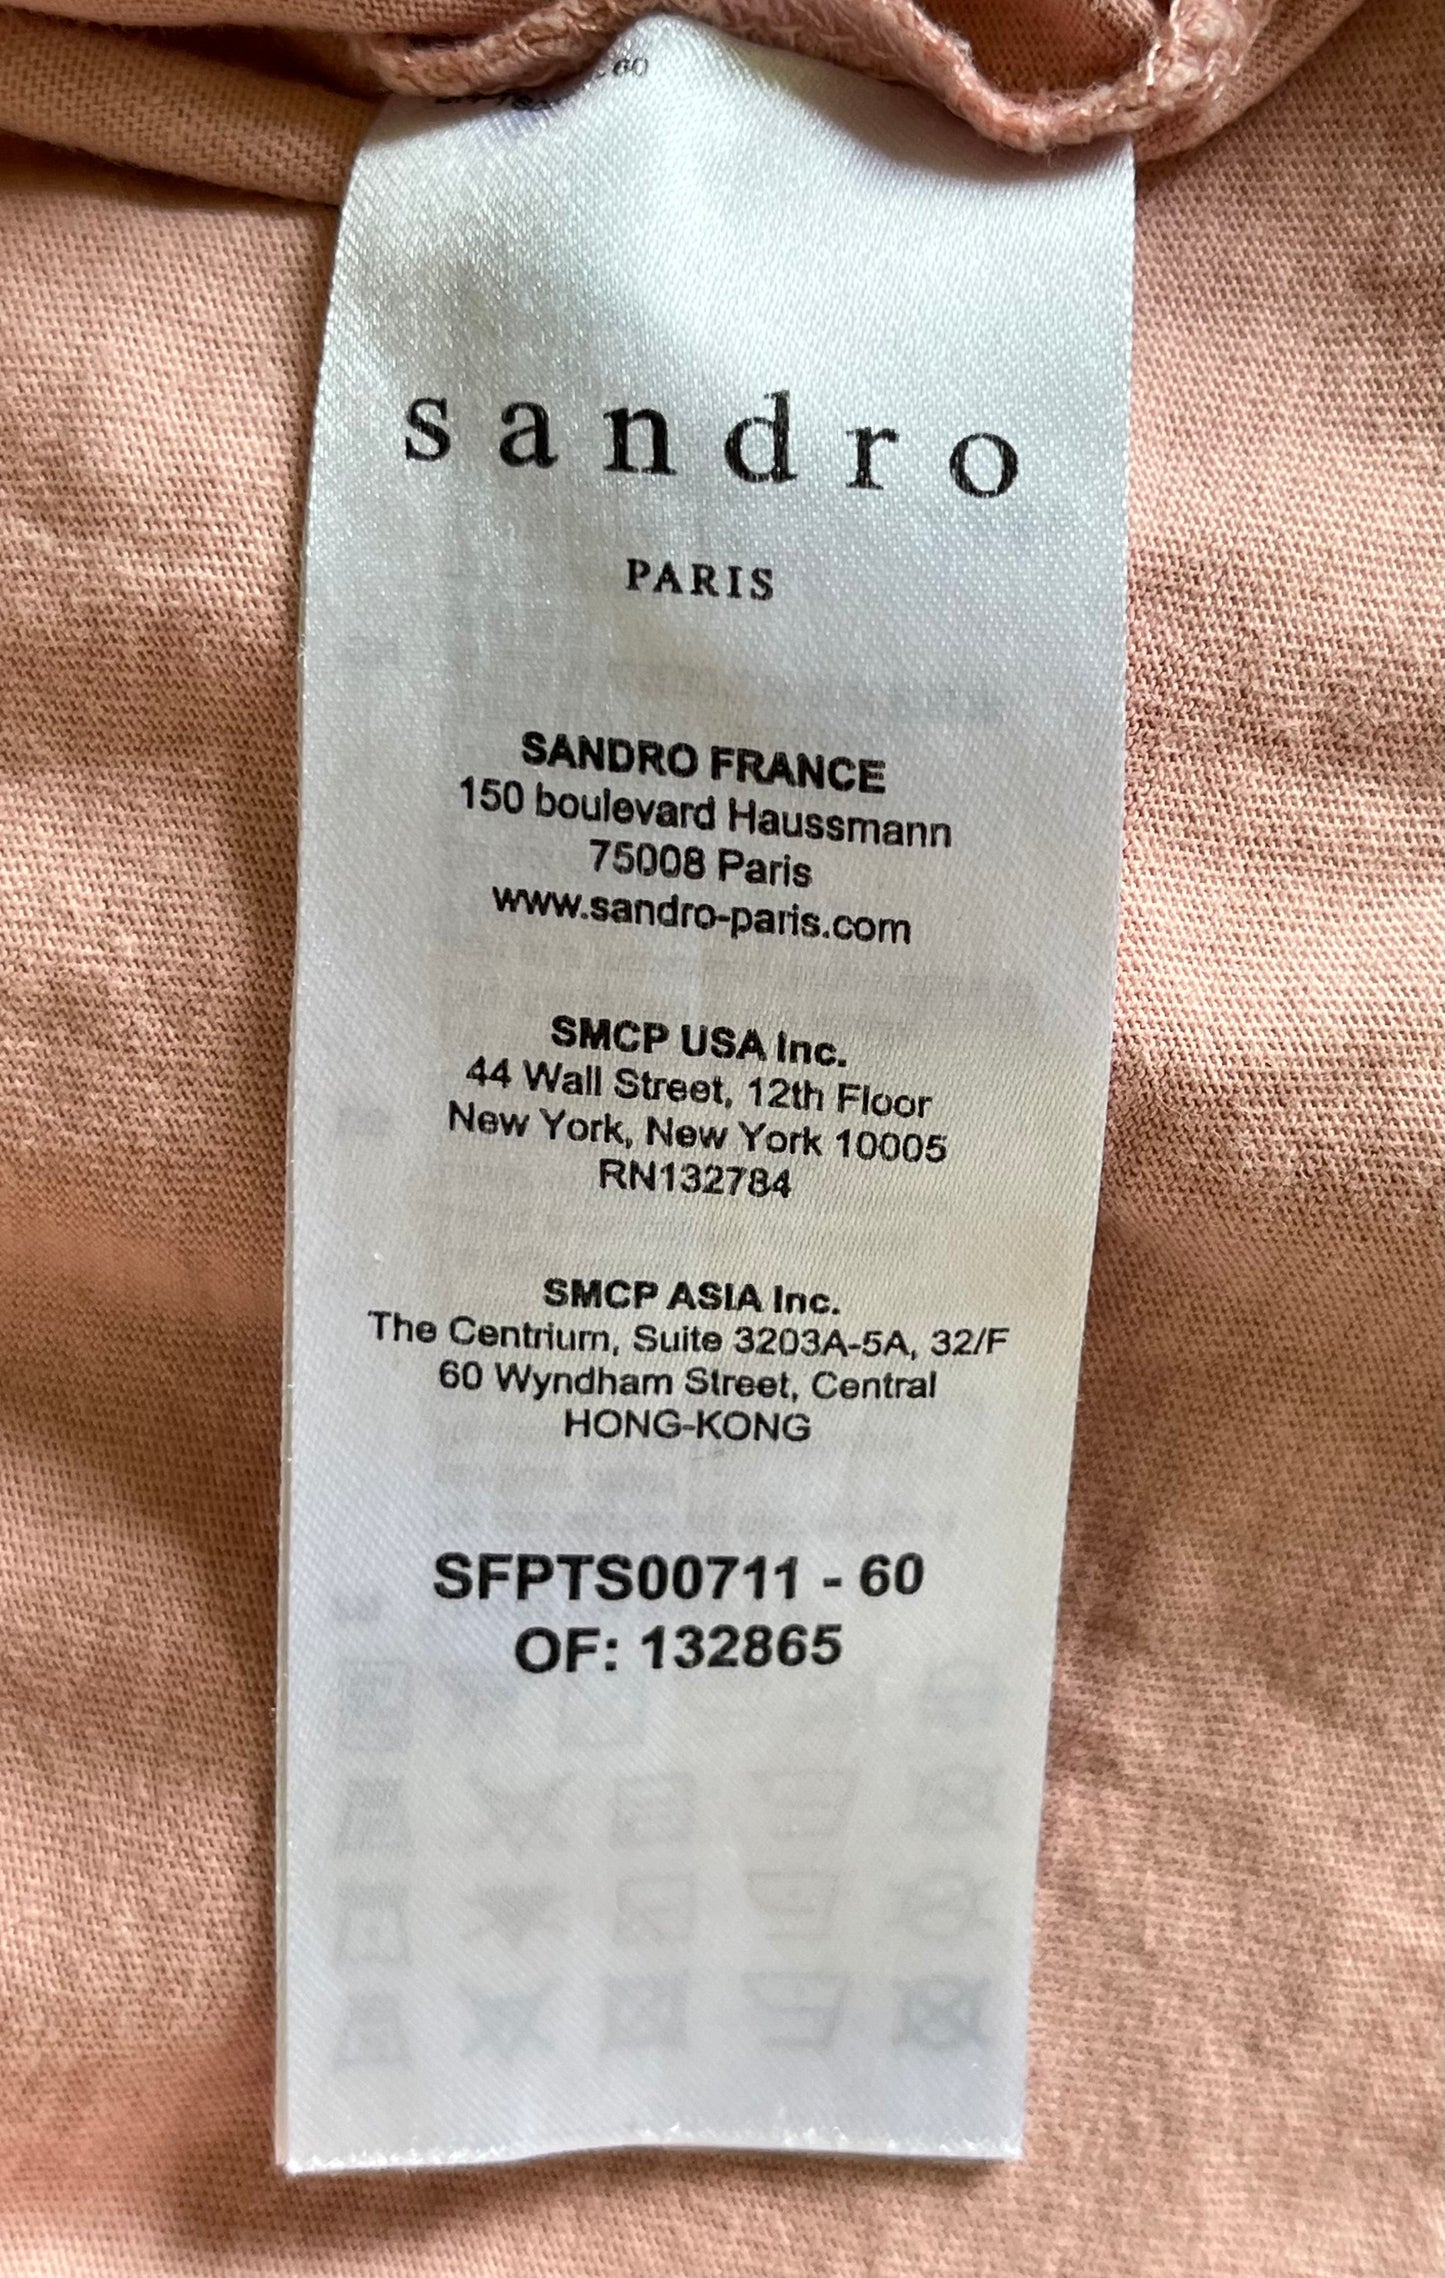 60
sandro
PARIS
SANDRO FRANCE
150 boulevard Haussmann
75008 Paris
www.sandro-paris.com
SMCP USA Inc.
44 Wall Street, 12th Floor
New York, New York 10005
RN132784
SMCP ASIA Inc.
The Centrium, Suite 3203A-5A, 32/F
60 Wyndham Street, Central
HONG-KONG
SFPTS00711 - 60
OF: 132865